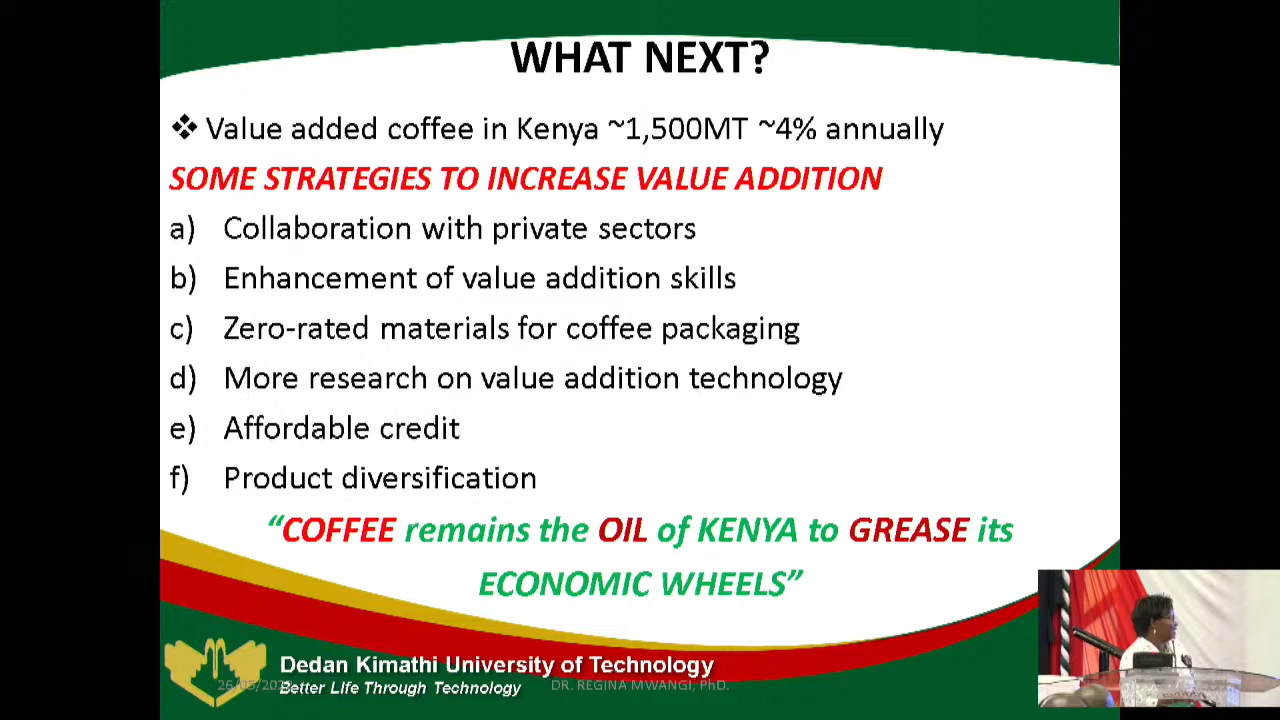 WHAT NEXT?
❖ Value added coffee in Kenya ~1,500MT ~4% annually
SOME STRATEGIES TO INCREASE VALUE ADDITION
a) Collaboration with private sectors
b) Enhancement of value addition skills
c) Zero-rated materials for coffee packaging
d) More research on value addition technology
e) Affordable credit
f) Product diversification
“COFFEE remains the OIL of KENYA to GREASE its
ECONOMIC WHEELS”
Dedan Kimathi University of Technology
Better Life Through Technology
DR. REGINA MWANGI, PhD.